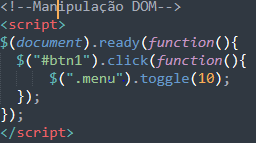 <!--Manipulação DOM-->
<script>
$(document).ready(function(){
  $("#btn1").click(function(){
    $(".menu").toggle(10);
  });
});
</script>